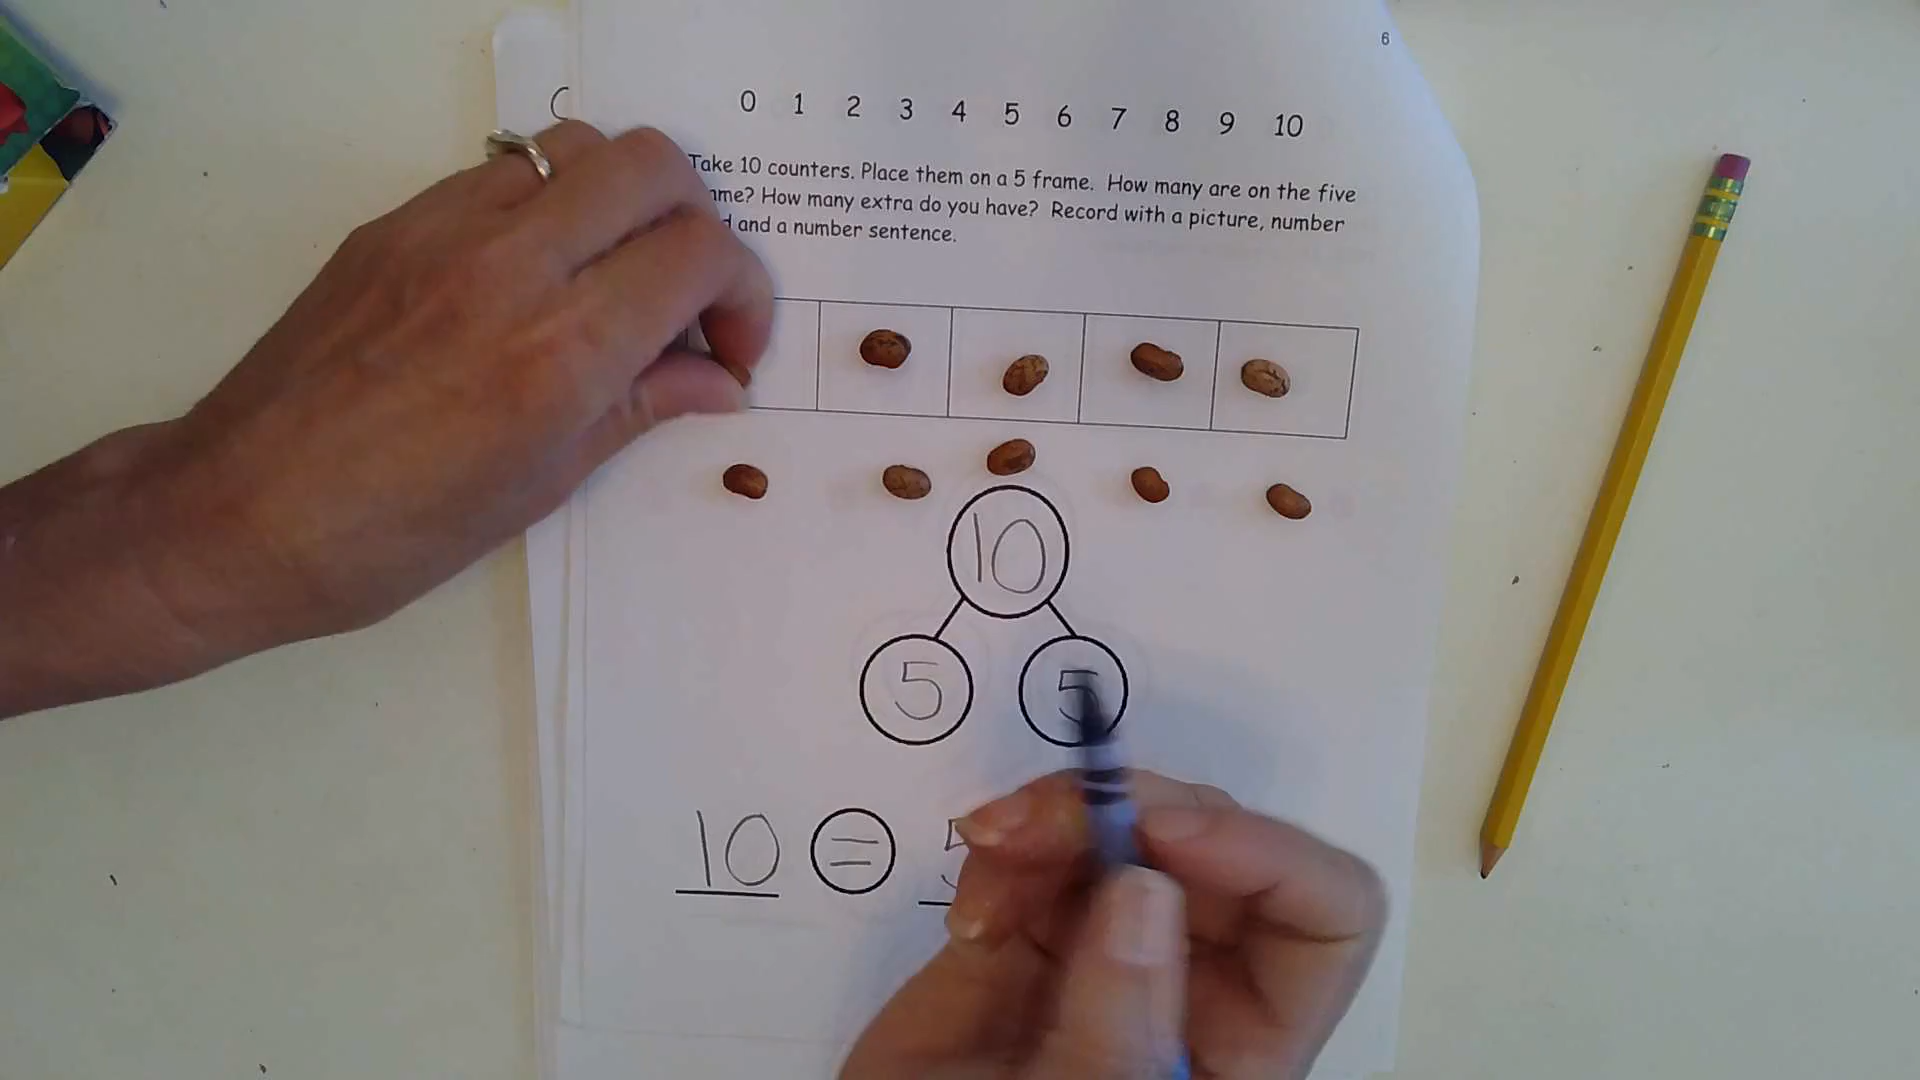 6
C
0 1 2 3 4 5 6 7 8 9 10
Take 10 counters. Place them on a 5 frame. How many are on the five
How many extra do you have? Record with a picture, number
and a number sentence.
10
5 5
10 = 5